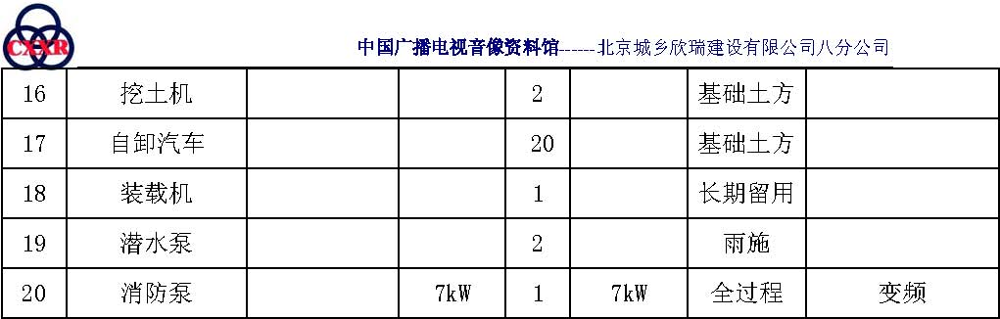 CXXR
中国广播电视音像资料馆------北京城乡欣瑞建设有限公司八分公司
16 挖土机 2 基础土方
17 自卸汽车 20 基础土方
18 装载机 1 长期留用
19 潜水泵 2 雨施
20 消防泵 7kW 1 7kW 全过程 变频